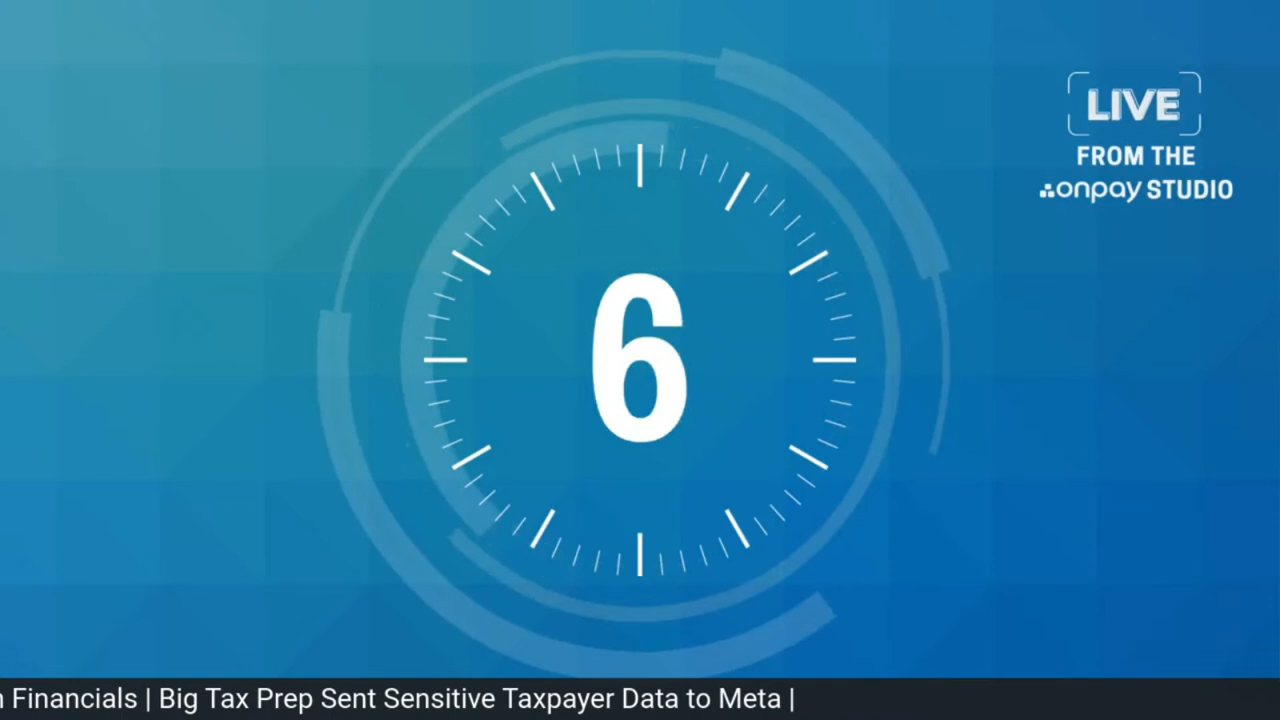 LIVE
FROM THE
onpay STUDIO
6
Financials | Big Tax Prep Sent Sensitive Taxpayer Data to Meta |